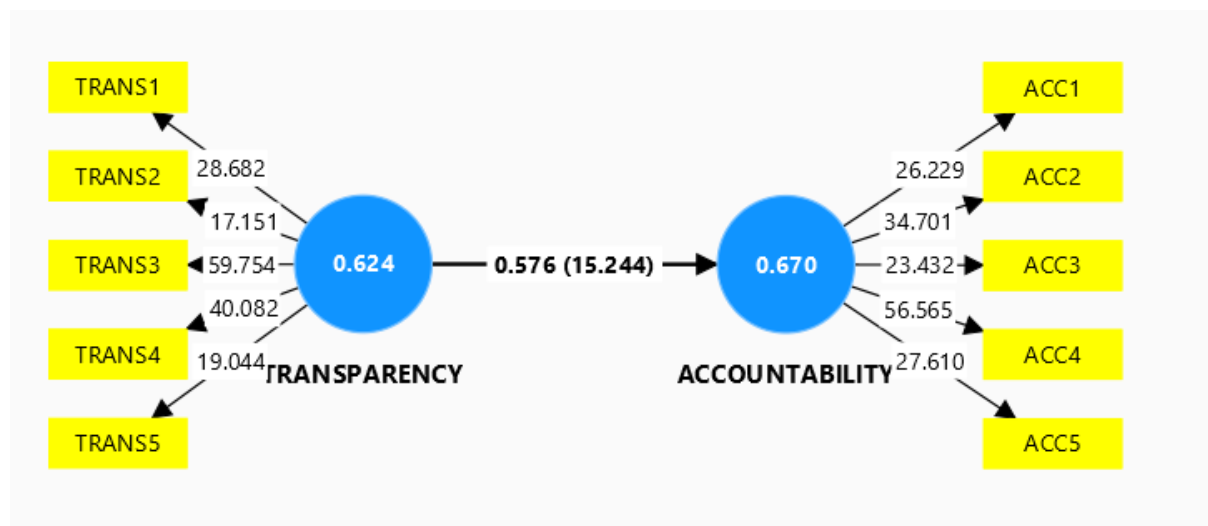 TRANS1
TRANS2
TRANS3
TRANS4
TRANS5
28.682
17.151
59.754
40.082
19.044
0.624
TRANSPARENCY
0.576 (15.244)
0.670
ACCOUNTABILITY
26.229
34.701
23.432
56.565
27.610
ACC1
ACC2
ACC3
ACC4
ACC5